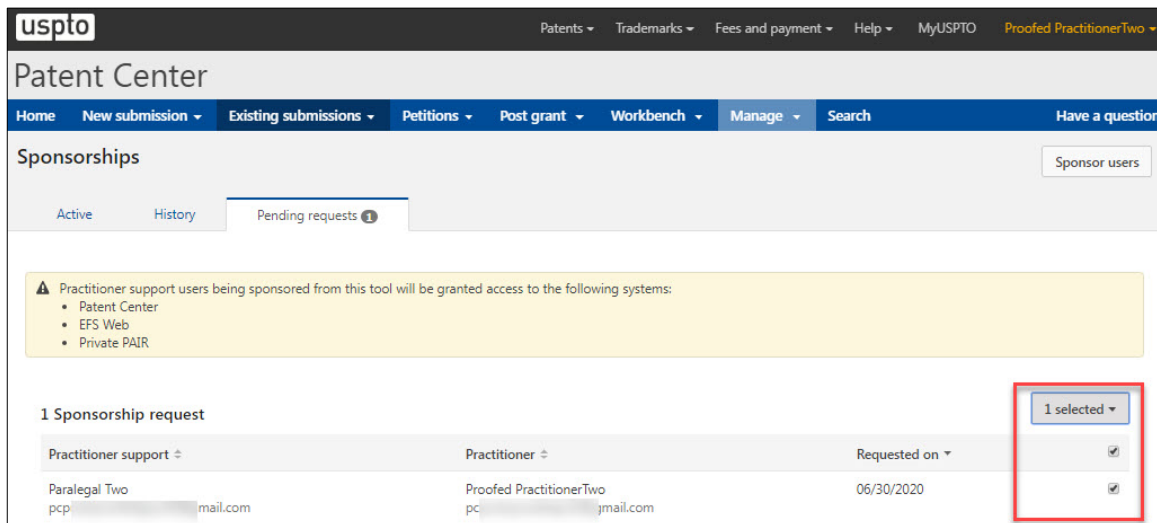 uspto
Patents Trademarks Fees and payment Help MyUSPTO Proofed PractitionerTwo
Patent Center
Home New submission Existing submissions Petitions Post grant Workbench Manage Search Have a question
Sponsorships
Sponsor users
Active History Pending requests 1
Practitioner support users being sponsored from this tool will be granted access to the following systems:
• Patent Center
• EFS Web
• Private PAIR
1 Sponsorship request
1 selected
Practitioner support Practitioner Requested on
Paralegal Two Proofed PractitionerTwo 06/30/2020